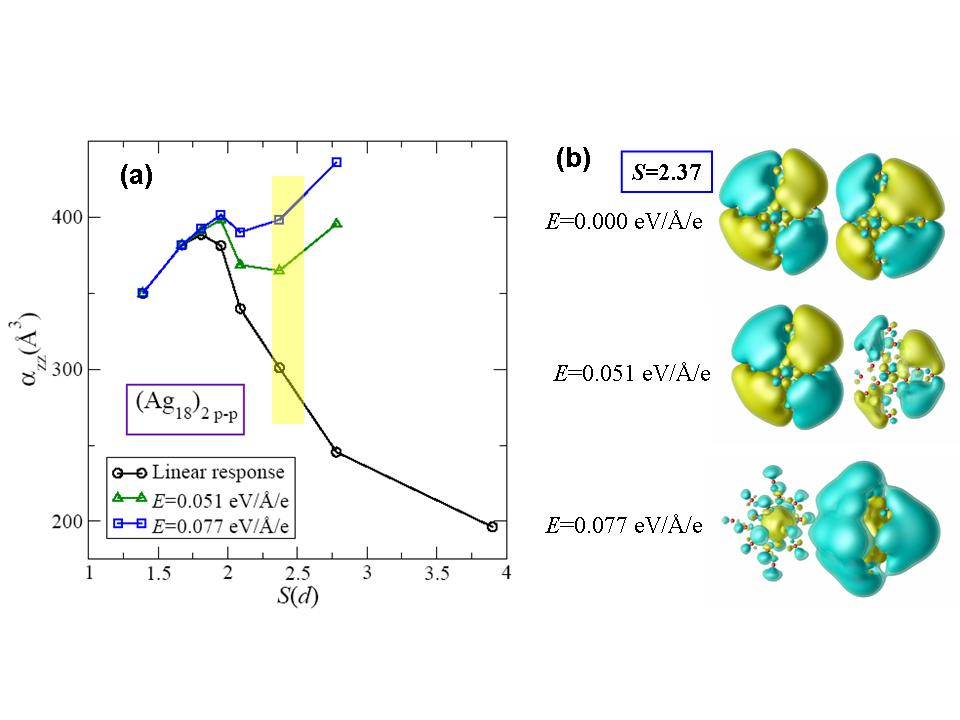 (a)
(b)
S=2.37
E=0.000 eV/Å/e
E=0.051 eV/Å/e
E=0.077 eV/Å/e
400
300
200
αzz(Å3)
(Ag18)2 p-p
Linear response
E=0.051 eV/Å/e
E=0.077 eV/Å/e
1 1.5 2 2.5 3 3.5 4
S(d)